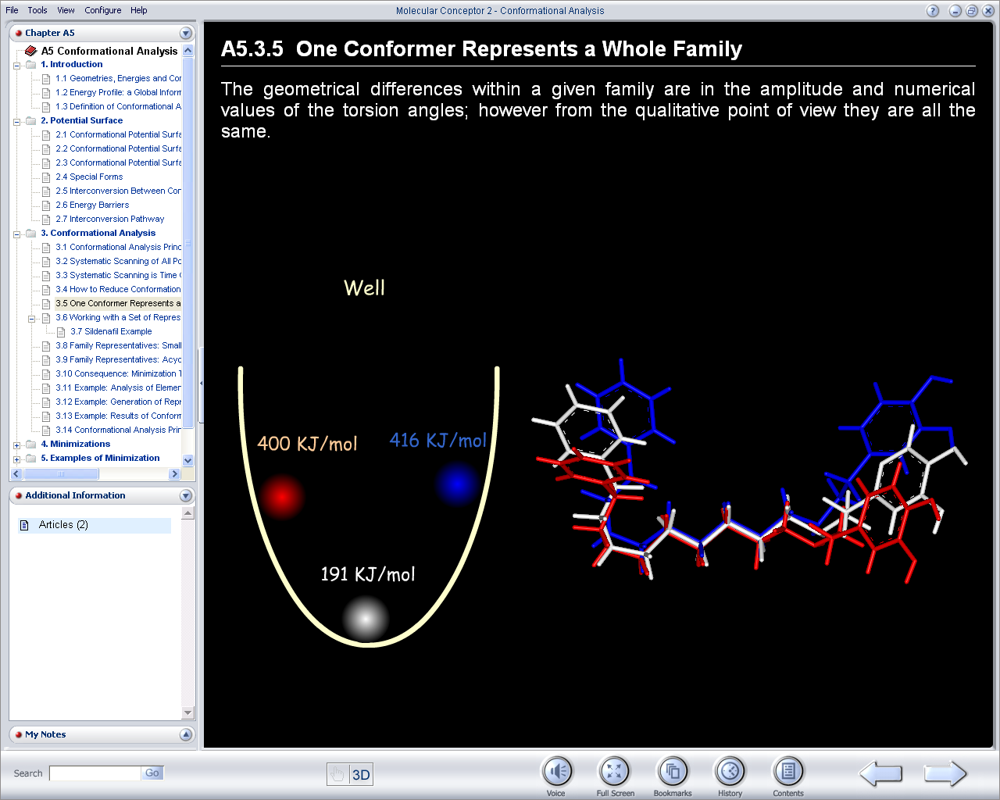 File Tools View Configure Help
Molecular Conceptor 2 - Conformational Analysis
Chapter A5
A5 Conformational Analysis
1. Introduction
1.1 Geometries, Energies and Cor
1.2 Energy Profile: a Global Inform
1.3 Definition of Conformational A
2. Potential Surface
2.1 Conformational Potential Surfa
2.2 Conformational Potential Surfa
2.3 Conformational Potential Surfa
2.4 Special Forms
2.5 Interconversion Between Cor
2.6 Energy Barriers
2.7 Interconversion Pathway
3. Conformational Analysis
3.1 Conformational Analysis Princ
3.2 Systematic Scanning of All Po
3.3 Systematic Scanning is Time C
3.4 How to Reduce Conformation
3.5 One Conformer Represents a
3.6 Working with a Set of Repres
3.7 Sildenafil Example
3.8 Family Representatives: Small
3.9 Family Representatives: Acyc
3.10 Consequence: Minimization T
3.11 Example: Analysis of Elemen
3.12 Example: Generation of Repr
3.13 Example: Results of Conform
3.14 Conformational Analysis Prin
4. Minimizations
5. Examples of Minimization
Additional Information
Articles (2)
My Notes
A5.3.5 One Conformer Represents a Whole Family
The geometrical differences within a given family are in the amplitude and numerical
values of the torsion angles; however from the qualitative point of view they are all the
same.
Well
400 KJ/mol
416 KJ/mol
191 KJ/mol
Search
Go
3D
Voice
Full Screen
Bookmarks
History
Contents